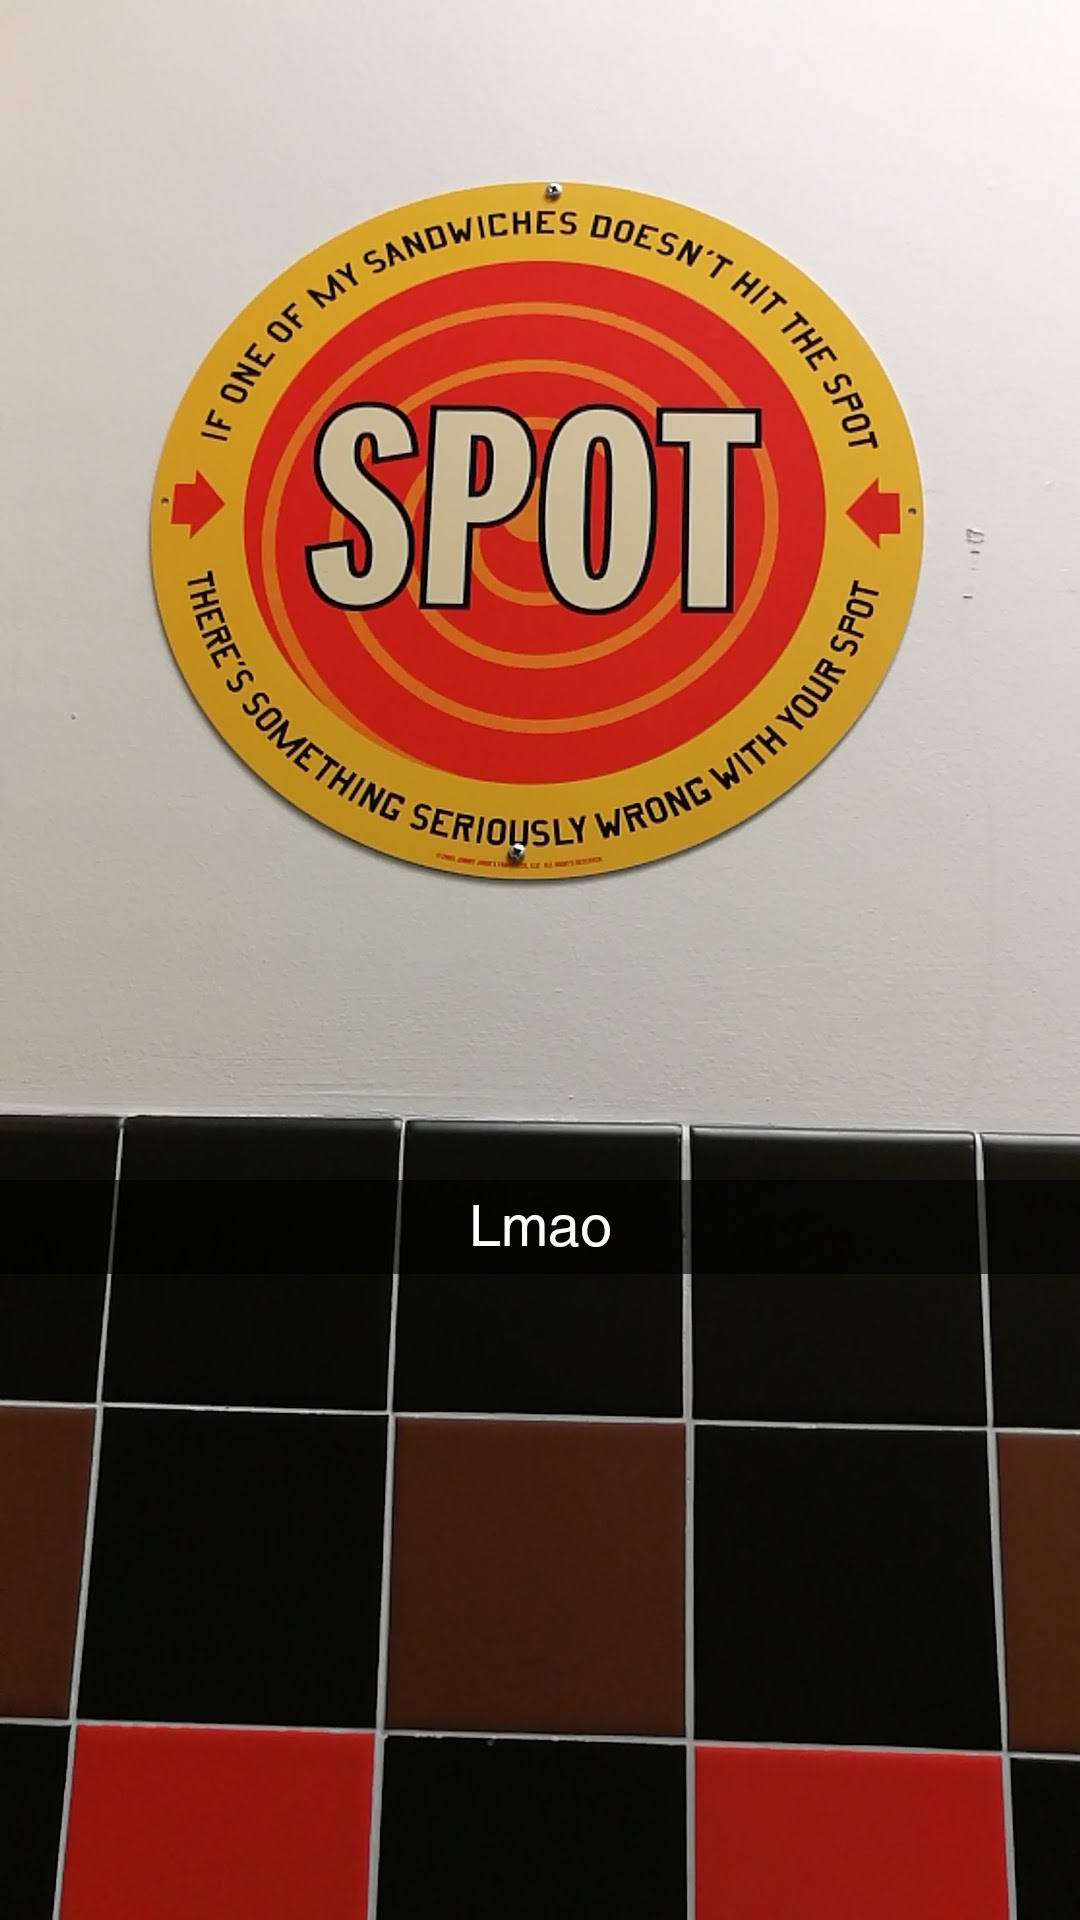 IF ONE OF MY SANDWICHES DOESN'T HIT THE SPOT
SPOT
THERE'S SOMETHING SERIOUSLY WRONG WITH YOUR SPOT
Lmao